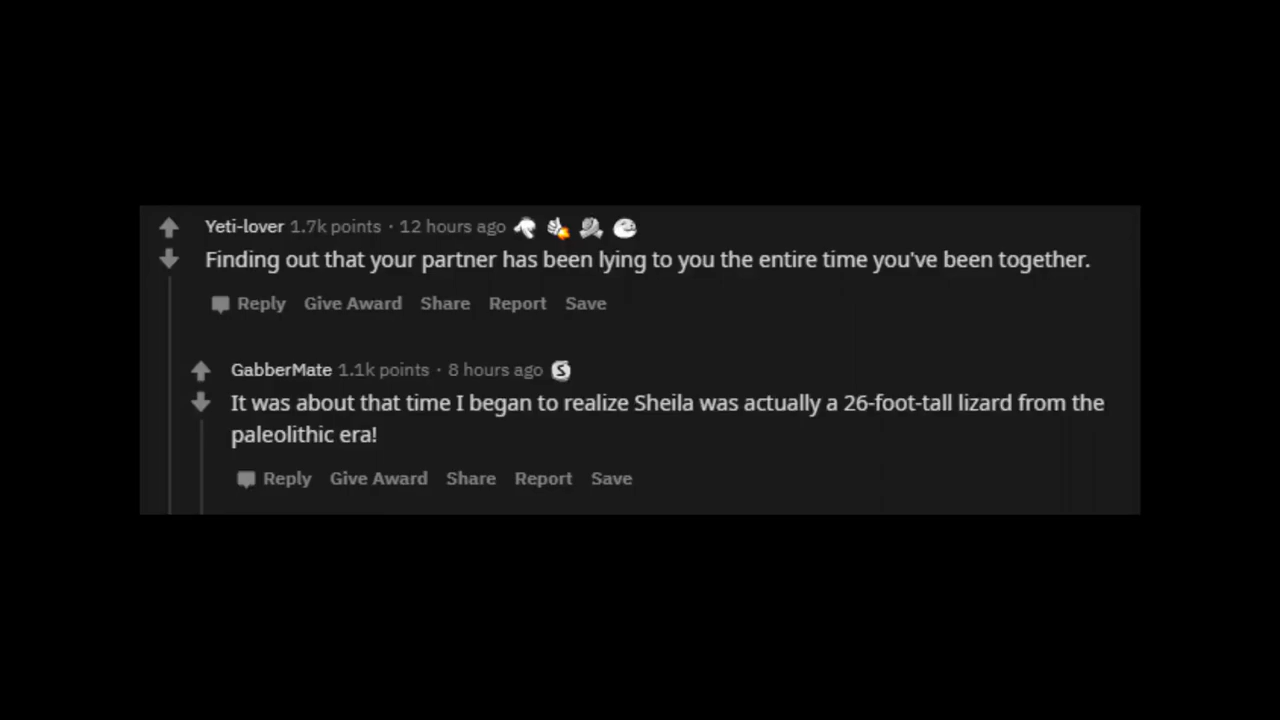 Yeti-lover 1.7k points · 12 hours ago
Finding out that your partner has been lying to you the entire time you've been together.
Reply Give Award Share Report Save
GabberMate 1.1k points · 8 hours ago S
It was about that time I began to realize Sheila was actually a 26-foot-tall lizard from the
paleolithic era!
Reply Give Award Share Report Save